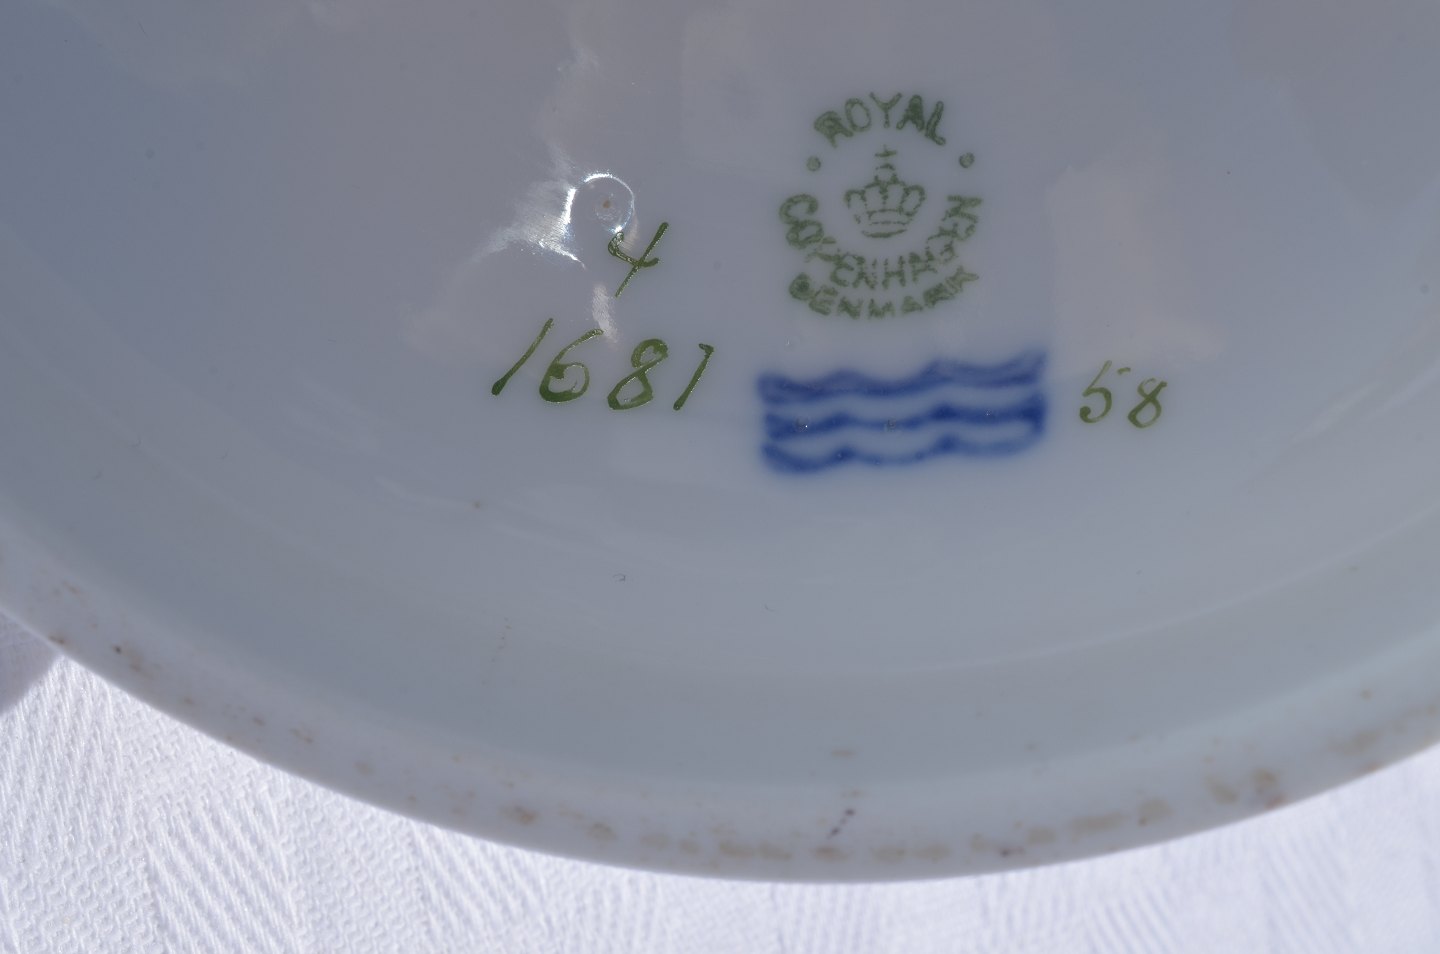 ROYAL
COPENHAGEN
DENMARK
4
1681
58